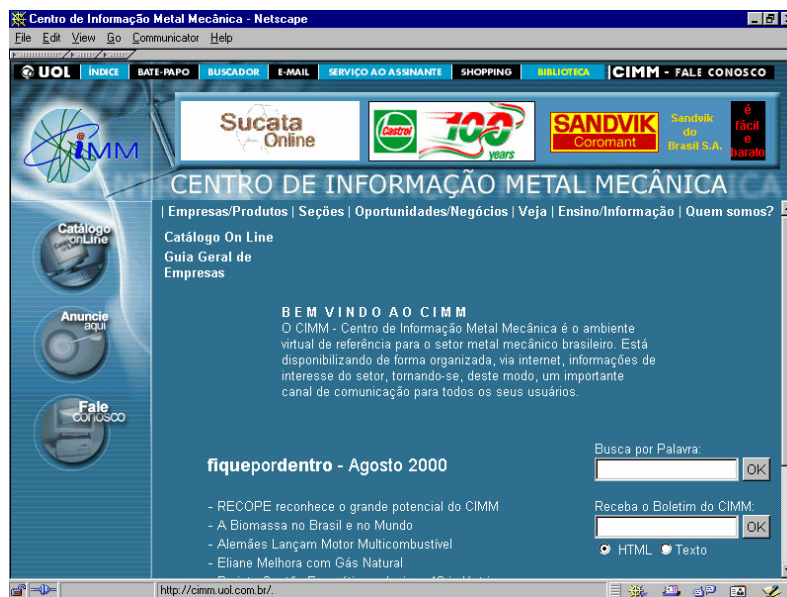 Centro de Informação Metal Mecânica - Netscape
File Edit View Go Communicator Help
UOL ÍNDICE BATE-PAPO BUSCADOR E-MAIL SERVIÇO AO ASSINANTE SHOPPING BIBLIOTECA CIMM - FALE CONOSCO
CIMM
Sucata
Online
Castrol
100
years
SANDVIK
Coromant
Sandvik
do
Brasil S.A.
é
fácil
e
barato
CENTRO DE INFORMAÇÃO METAL MECÂNICA
| Empresas/Produtos | Seções | Oportunidades/Negócios | Veja | Ensino/Informação | Quem somos?
Catálogo
onLine
Anuncie
aqui
Fale
conosco
Catálogo On Line
Guia Geral de
Empresas
BEM VINDO AO CIMM
O CIMM - Centro de Informação Metal Mecânica é o ambiente
virtual de referência para o setor metal mecânico brasileiro. Está
disponibilizando de forma organizada, via internet, informações de
interesse do setor, tornando-se, deste modo, um importante
canal de comunicação para todos os seus usuários.
fiquepordentro - Agosto 2000
- RECOPE reconhece o grande potencial do CIMM
- A Biomassa no Brasil e no Mundo
- Alemães Lançam Motor Multicombustível
- Eliane Melhora com Gás Natural
Busca por Palavra:
OK
Receba o Boletim do CIMM:
OK
HTML Texto
http://cimm.uol.com.br/.